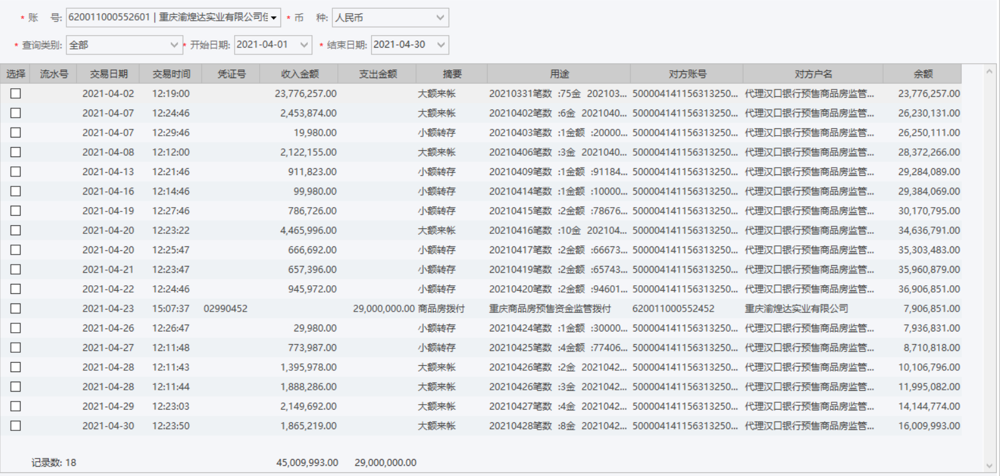 * 账 号: 620011000552601 | 重庆渝煌达实业有限公司 * 币 种: 人民币
* 查询类别: 全部 * 开始日期: 2021-04-01 * 结束日期: 2021-04-30
选择 流水号 交易日期 交易时间 凭证号 收入金额 支出金额 摘要 用途 对方账号 对方户名 余额
2021-04-02 12:19:00 23,776,257.00 大额来帐 20210331笔数 :75金 202103... 500004141156313250... 代理汉口银行预售商品房监管... 23,776,257.00
2021-04-07 12:24:46 2,453,874.00 大额来帐 20210402笔数 :6金 2021040... 500004141156313250... 代理汉口银行预售商品房监管... 26,230,131.00
2021-04-07 12:29:46 19,980.00 小额转存 20210403笔数 :1金额 :20000... 500004141156313250... 代理汉口银行预售商品房监管... 26,250,111.00
2021-04-08 12:12:00 2,122,155.00 大额来帐 20210406笔数 :3金 2021040... 500004141156313250... 代理汉口银行预售商品房监管... 28,372,266.00
2021-04-13 12:21:46 911,823.00 小额转存 20210409笔数 :1金额 :91184... 500004141156313250... 代理汉口银行预售商品房监管... 29,284,089.00
2021-04-16 12:14:46 99,980.00 小额转存 20210414笔数 :1金额 :10000... 500004141156313250... 代理汉口银行预售商品房监管... 29,384,069.00
2021-04-19 12:27:46 786,726.00 小额转存 20210415笔数 :2金额 :78676... 500004141156313250... 代理汉口银行预售商品房监管... 30,170,795.00
2021-04-20 12:23:22 4,465,996.00 大额来帐 20210416笔数 :10金 202104... 500004141156313250... 代理汉口银行预售商品房监管... 34,636,791.00
2021-04-20 12:25:47 666,692.00 小额转存 20210417笔数 :2金额 :66673... 500004141156313250... 代理汉口银行预售商品房监管... 35,303,483.00
2021-04-21 12:23:47 657,396.00 小额转存 20210419笔数 :2金额 :65743... 500004141156313250... 代理汉口银行预售商品房监管... 35,960,879.00
2021-04-22 12:24:46 945,972.00 小额转存 20210420笔数 :2金额 :94601... 500004141156313250... 代理汉口银行预售商品房监管... 36,906,851.00
2021-04-23 15:07:37 02990452 29,000,000.00 商品房拨付 重庆商品房预售资金监管拨付 620011000552452 重庆渝煌达实业有限公司 7,906,851.00
2021-04-26 12:26:47 29,980.00 小额转存 20210424笔数 :1金额 :30000... 500004141156313250... 代理汉口银行预售商品房监管... 7,936,831.00
2021-04-27 12:11:48 773,987.00 小额转存 20210425笔数 :4金额 :77406... 500004141156313250... 代理汉口银行预售商品房监管... 8,710,818.00
2021-04-28 12:11:43 1,395,978.00 大额来帐 20210426笔数 :2金 2021042... 500004141156313250... 代理汉口银行预售商品房监管... 10,106,796.00
2021-04-28 12:11:44 1,888,286.00 大额来帐 20210426笔数 :3金 2021042... 500004141156313250... 代理汉口银行预售商品房监管... 11,995,082.00
2021-04-29 12:23:03 2,149,692.00 大额来帐 20210427笔数 :4金 2021042... 500004141156313250... 代理汉口银行预售商品房监管... 14,144,774.00
2021-04-30 12:23:50 1,865,219.00 大额来帐 20210428笔数 :8金 2021042... 500004141156313250... 代理汉口银行预售商品房监管... 16,009,993.00
记录数: 18 45,009,993.00 29,000,000.00